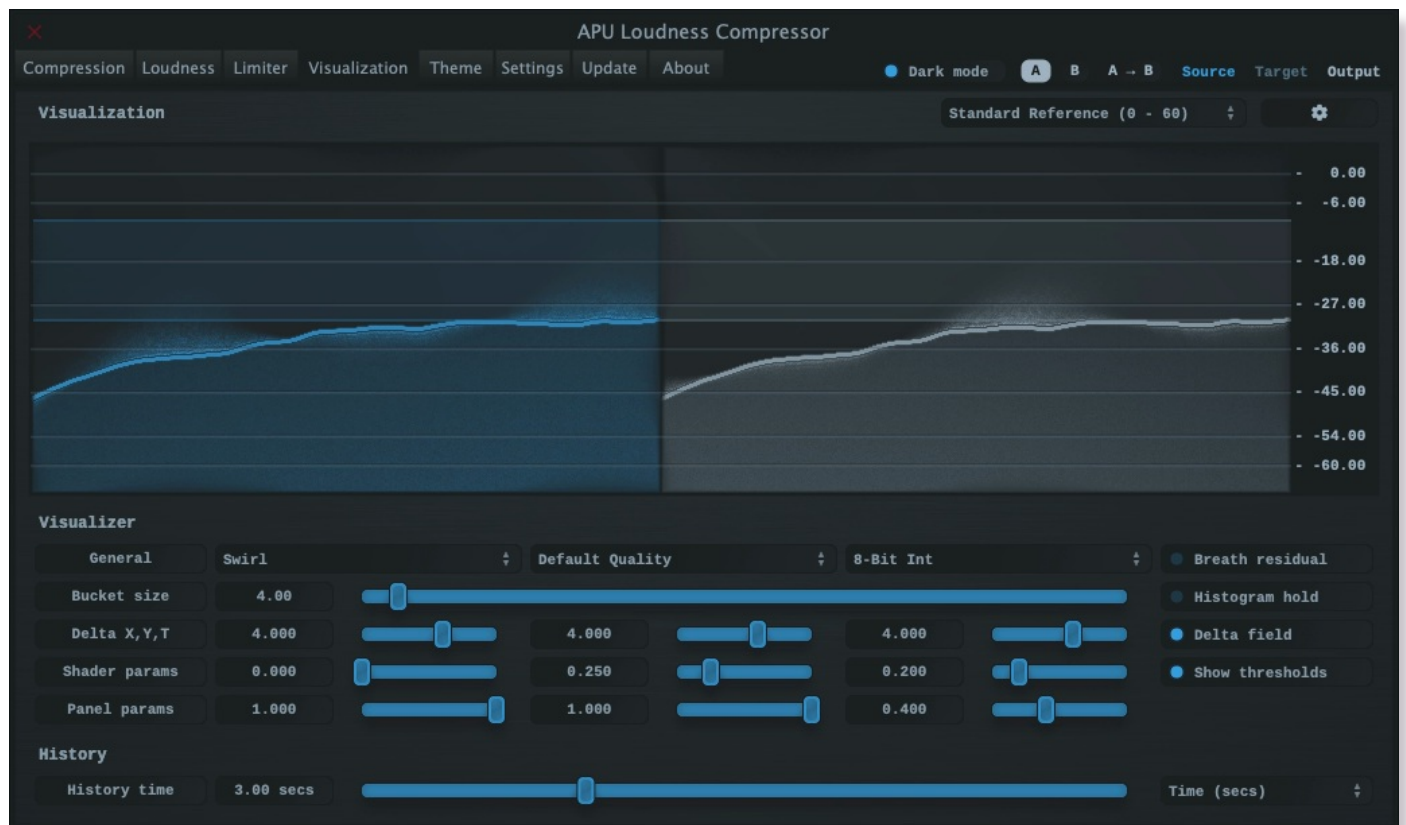 APU Loudness Compressor
Compression Loudness Limiter Visualization Theme Settings Update About Dark mode A B A → B Source Target Output
Visualization Standard Reference (0 - 60)
- 0.00
- -6.00
- -18.00
- -27.00
- -36.00
- -45.00
- -54.00
- -60.00
Visualizer
General Swirl Default Quality 8-Bit Int Breath residual
Bucket size 4.00 Histogram hold
Delta X,Y,T 4.000 4.000 4.000 Delta field
Shader params 0.000 0.250 0.200 Show thresholds
Panel params 1.000 1.000 0.400
History
History time 3.00 secs Time (secs)